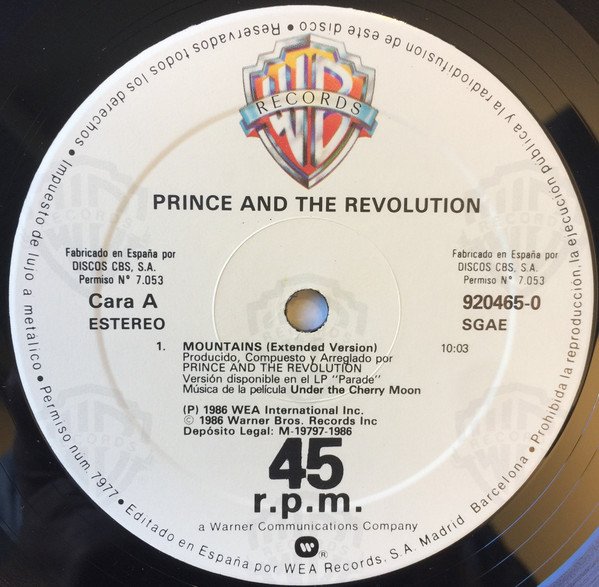 WB
RECORDS
PRINCE AND THE REVOLUTION
Fabricado en España por
DISCOS CBS, S.A.
Permiso N° 7.053
Cara A
ESTEREO
Fabricado en España por
DISCOS CBS, S.A.
Permiso N° 7.053
920465-0
SGAE
1. MOUNTAINS (Extended Version) 10:03
Producido, Compuesto y Arreglado por
PRINCE AND THE REVOLUTION
Versión disponible en el LP "Parade"
Música de la película Under the Cherry Moon
(P) 1986 WEA International Inc.
© 1986 Warner Bros. Records Inc
Depósito Legal: M-19797-1986
45
r.p.m.
a Warner Communications Company
®
• Editado en España por WEA Records, S.A. Madrid Barcelona • Prohibida la reproducción, la ejecución pública y la radiodifusion de este disco • Reservados todos los derechos • Impuesto de lujo a metálico • Permiso num. 7977